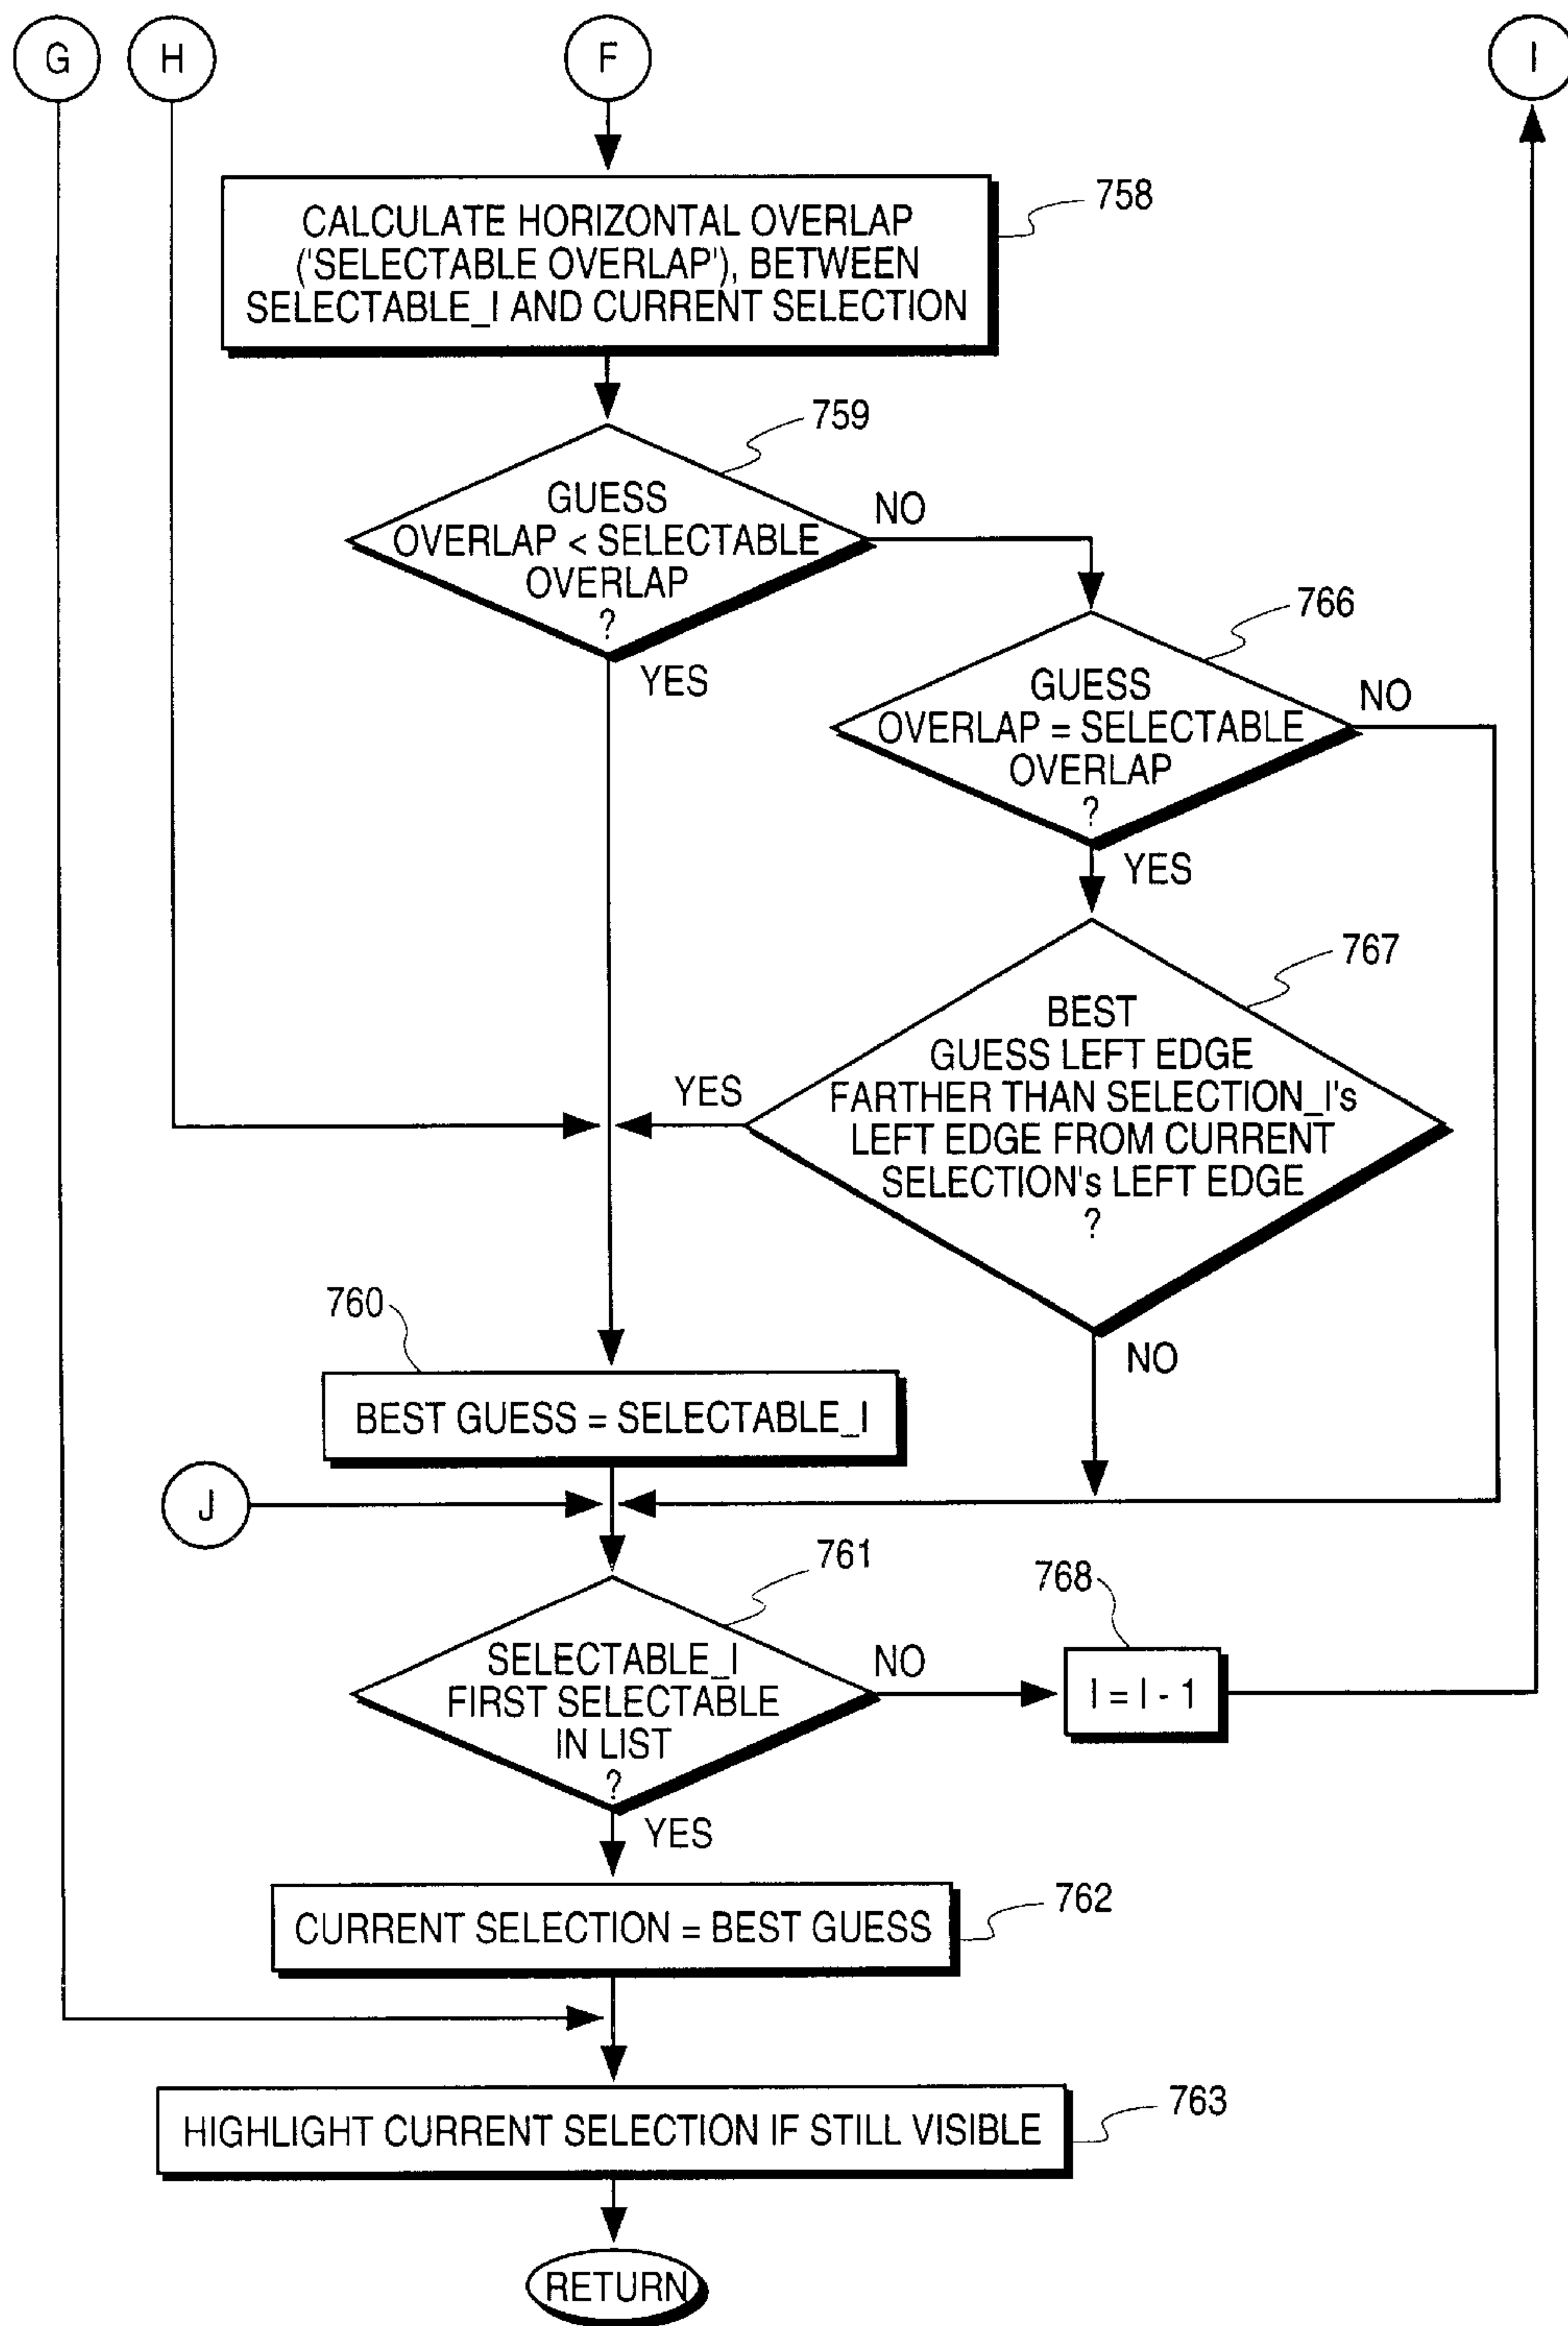 G
H
F
I
758
CALCULATE HORIZONTAL OVERLAP
('SELECTABLE OVERLAP'), BETWEEN
SELECTABLE_I AND CURRENT SELECTION
759
GUESS
OVERLAP < SELECTABLE
OVERLAP
?
NO
YES
766
GUESS
OVERLAP = SELECTABLE
OVERLAP
?
NO
YES
767
BEST
GUESS LEFT EDGE
FARTHER THAN SELECTION_I's
LEFT EDGE FROM CURRENT
SELECTION's LEFT EDGE
?
YES
NO
760
BEST GUESS = SELECTABLE_I
J
761
SELECTABLE_I
FIRST SELECTABLE
IN LIST
?
NO
768
I = I - 1
YES
762
CURRENT SELECTION = BEST GUESS
763
HIGHLIGHT CURRENT SELECTION IF STILL VISIBLE
RETURN